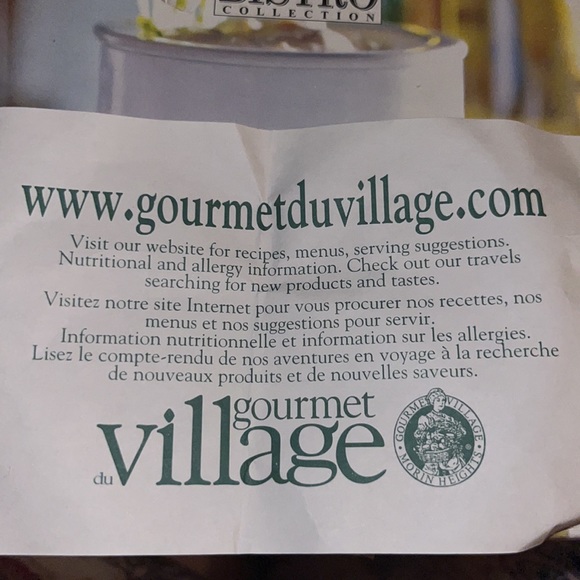 BISTRO
COLLECTION
www.gourmetduvillage.com
Visit our website for recipes, menus, serving suggestions.
Nutritional and allergy information. Check out our travels
searching for new products and tastes.
Visitez notre site Internet pour vous procurer nos recettes, nos
menus et nos suggestions pour servir.
Information nutritionnelle et information sur les allergies.
Lisez le compte-rendu de nos aventures en voyage à la recherche
de nouveaux produits et de nouvelles saveurs.
gourmet
du village
GOURMET VILLAGE
MORIN HEIGHTS